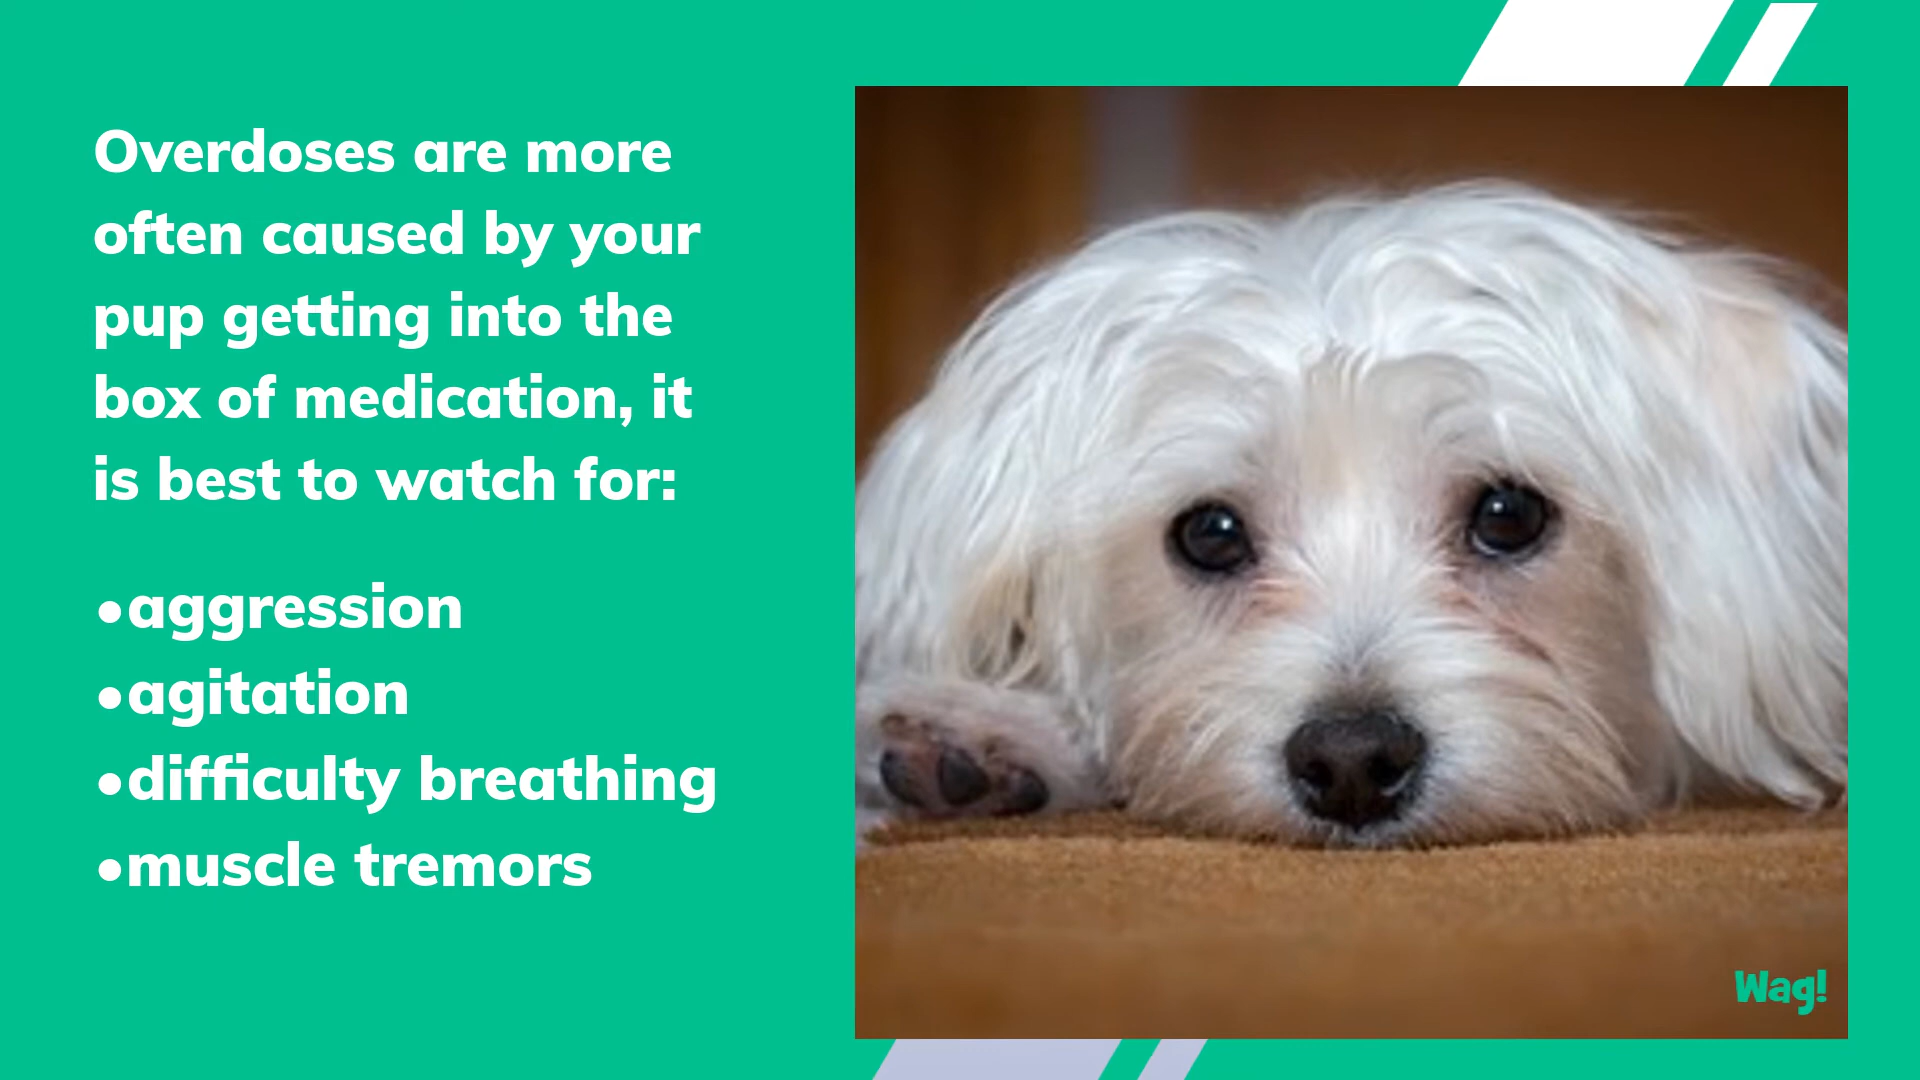 Overdoses are more
often caused by your
pup getting into the
box of medication, it
is best to watch for:
•aggression
•agitation
•difficulty breathing
•muscle tremors
Wag!